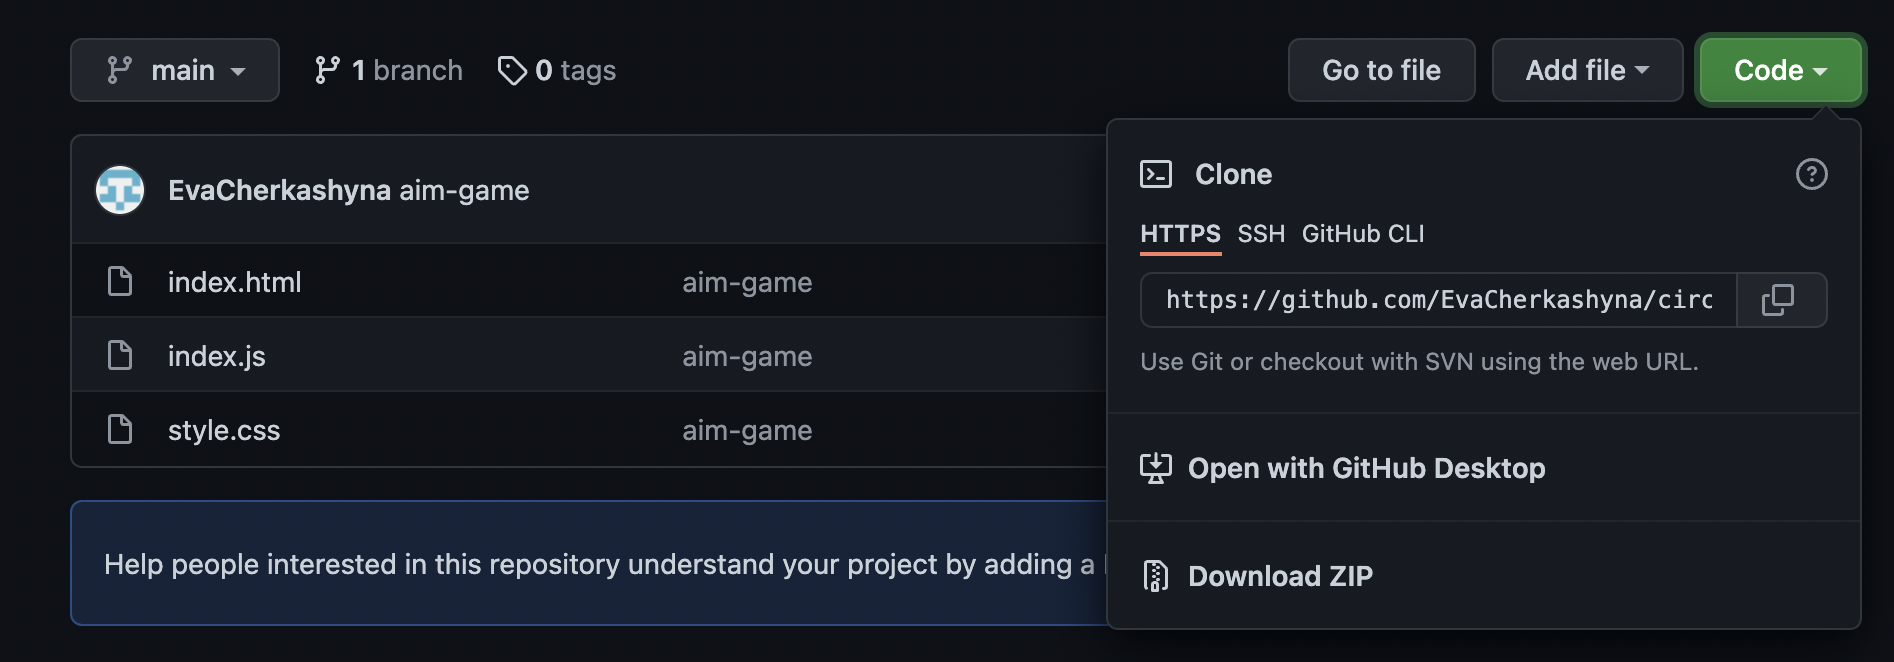 main
1 branch
0 tags
Go to file
Add file
Code
EvaCherkashyna aim-game
index.html aim-game
index.js aim-game
style.css aim-game
Help people interested in this repository understand your project by adding a
Clone
HTTPS SSH GitHub CLI
https://github.com/EvaCherkashyna/circ
Use Git or checkout with SVN using the web URL.
Open with GitHub Desktop
Download ZIP